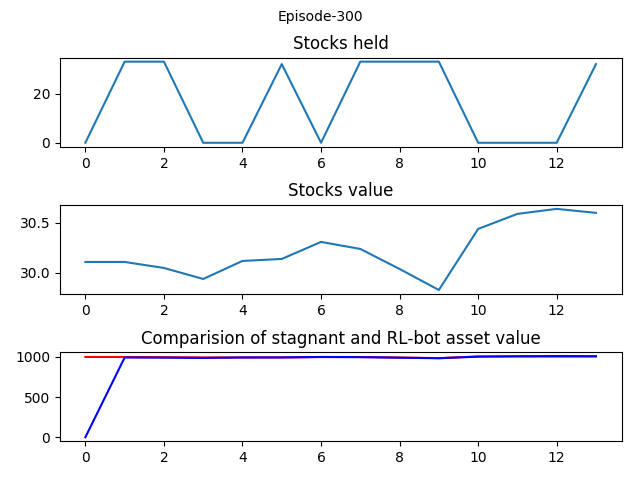 Episode-300
Stocks held
20
0
0 2 4 6 8 10 12
Stocks value
30.5
30.0
0 2 4 6 8 10 12
Comparision of stagnant and RL-bot asset value
1000
500
0
0 2 4 6 8 10 12